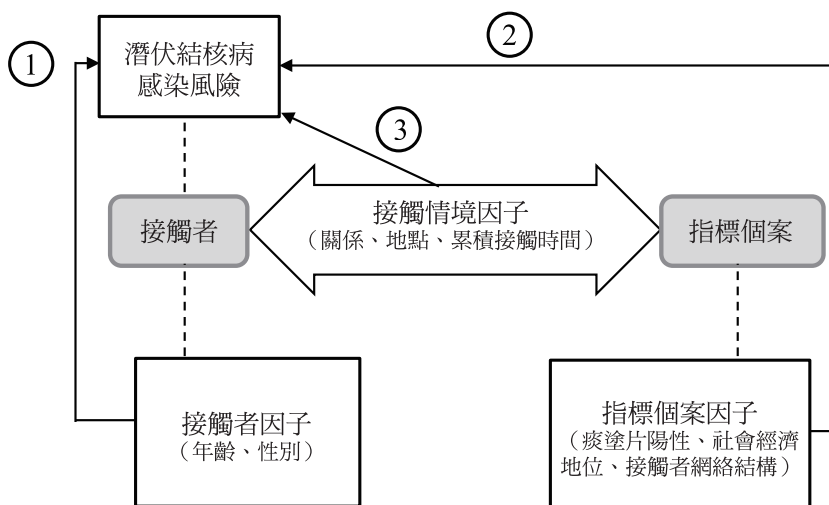 ①
②
潛伏結核病
感染風險
③
接觸者
接觸情境因子
（關係、地點、累積接觸時間）
指標個案
接觸者因子
（年齡、性別）
指標個案因子
（痰塗片陽性、社會經濟
地位、接觸者網絡結構）